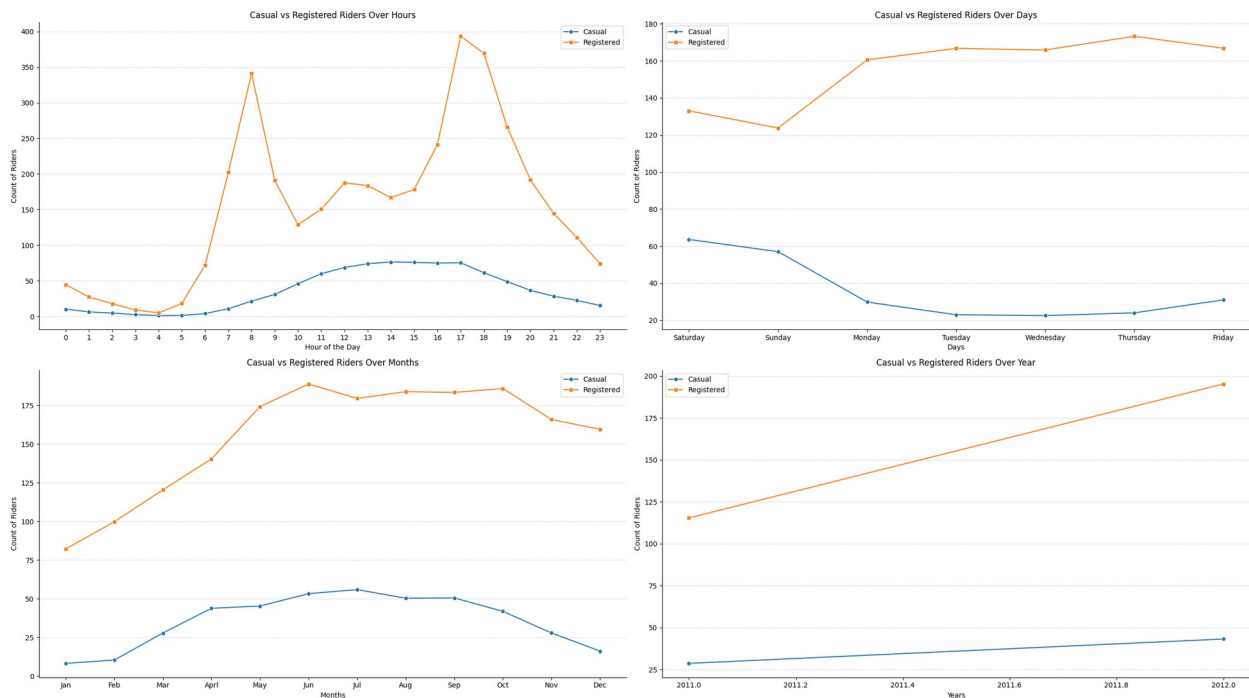 Casual vs Registered Riders Over Hours
Casual
Registered
Count of Riders
400
350
300
250
200
150
100
50
0
0 1 2 3 4 5 6 7 8 9 10 11 12 13 14 15 16 17 18 19 20 21 22 23
Hour of the Day
Casual vs Registered Riders Over Days
Casual
Registered
Count of Riders
180
160
140
120
100
80
60
40
20
Saturday Sunday Monday Tuesday Wednesday Thursday Friday
Days
Casual vs Registered Riders Over Months
Casual
Registered
Count of Riders
175
150
125
100
75
50
25
0
Jan Feb Mar Aprl May Jun Jul Aug Sep Oct Nov Dec
Months
Casual vs Registered Riders Over Year
Casual
Registered
Count of Riders
200
175
150
125
100
75
50
25
2011.0 2011.2 2011.4 2011.6 2011.8 2012.0
Years